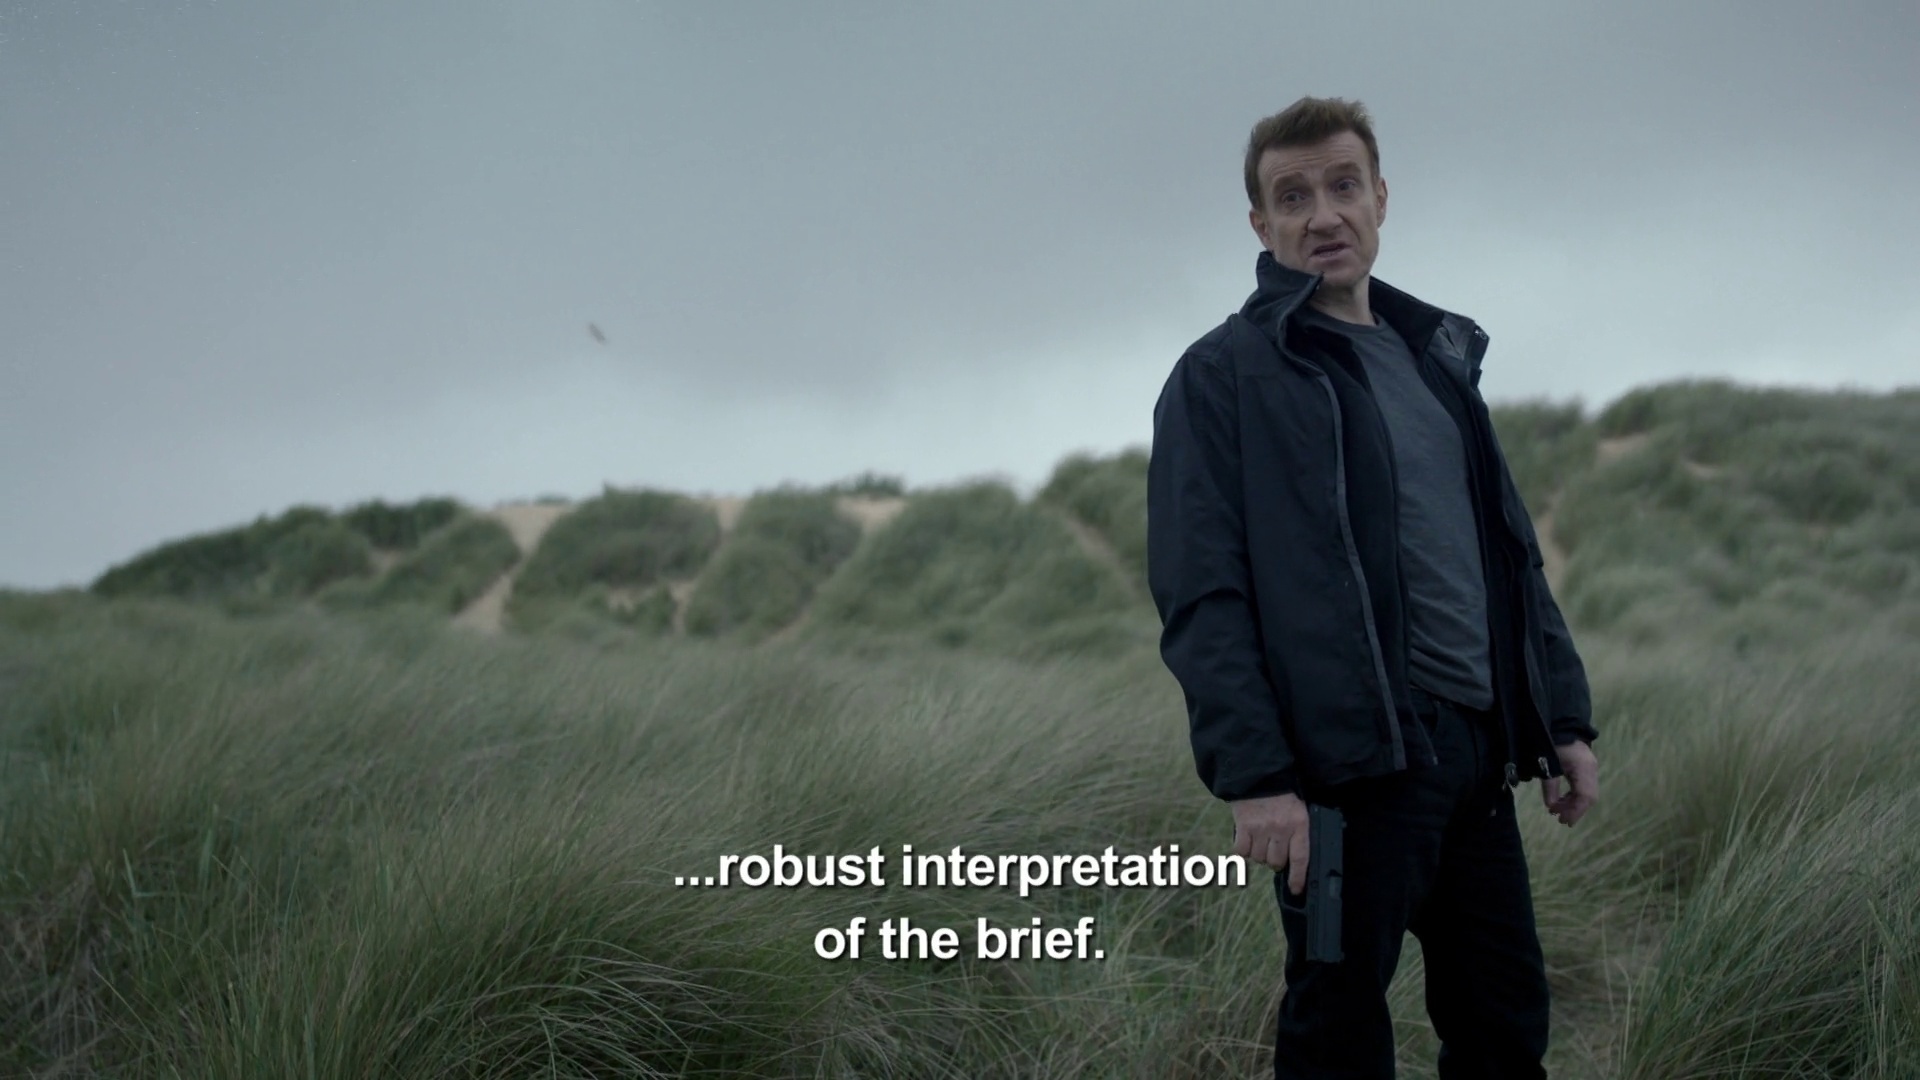 ...robust interpretation
of the brief.